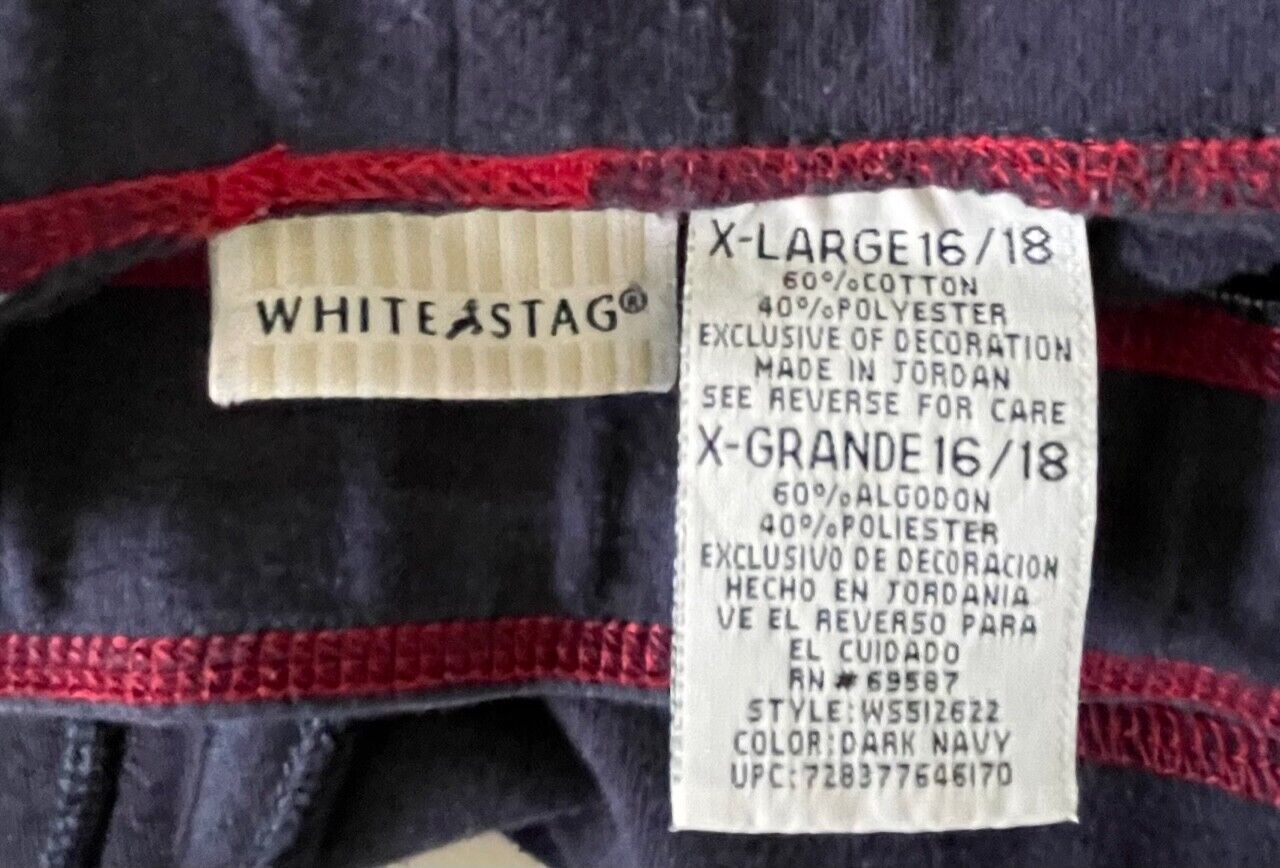 WHITE STAG®
X-LARGE 16/18
60% COTTON
40% POLYESTER
EXCLUSIVE OF DECORATION
MADE IN JORDAN
SEE REVERSE FOR CARE
X-GRANDE 16/18
60% ALGODON
40% POLIESTER
EXCLUSIVO DE DECORACION
HECHO EN JORDANIA
VE EL REVERSO PARA
EL CUIDADO
RN # 69587
STYLE: WS512622
COLOR: DARK NAVY
UPC: 728377646170